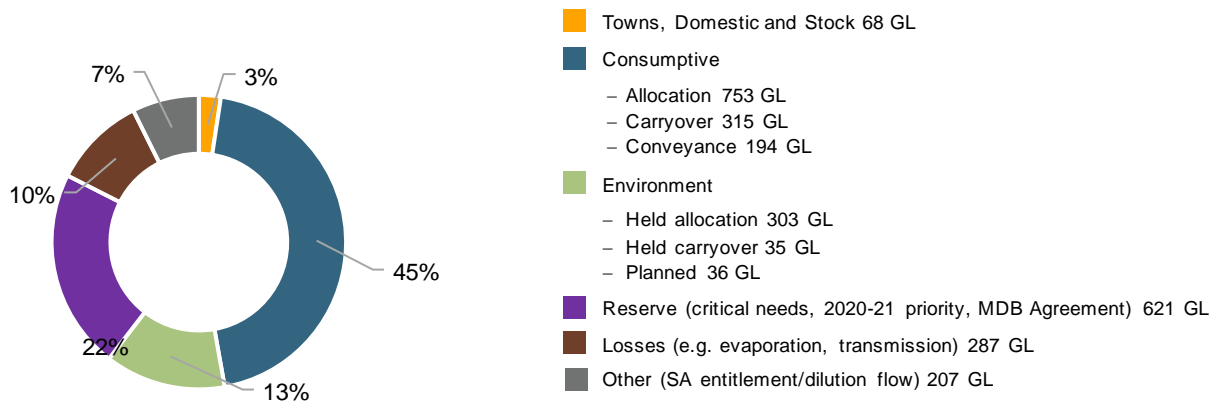 7%
3%
10%
45%
22%
13%
Towns, Domestic and Stock 68 GL
Consumptive
– Allocation 753 GL
– Carryover 315 GL
– Conveyance 194 GL
Environment
– Held allocation 303 GL
– Held carryover 35 GL
– Planned 36 GL
Reserve (critical needs, 2020-21 priority, MDB Agreement) 621 GL
Losses (e.g. evaporation, transmission) 287 GL
Other (SA entitlement/dilution flow) 207 GL